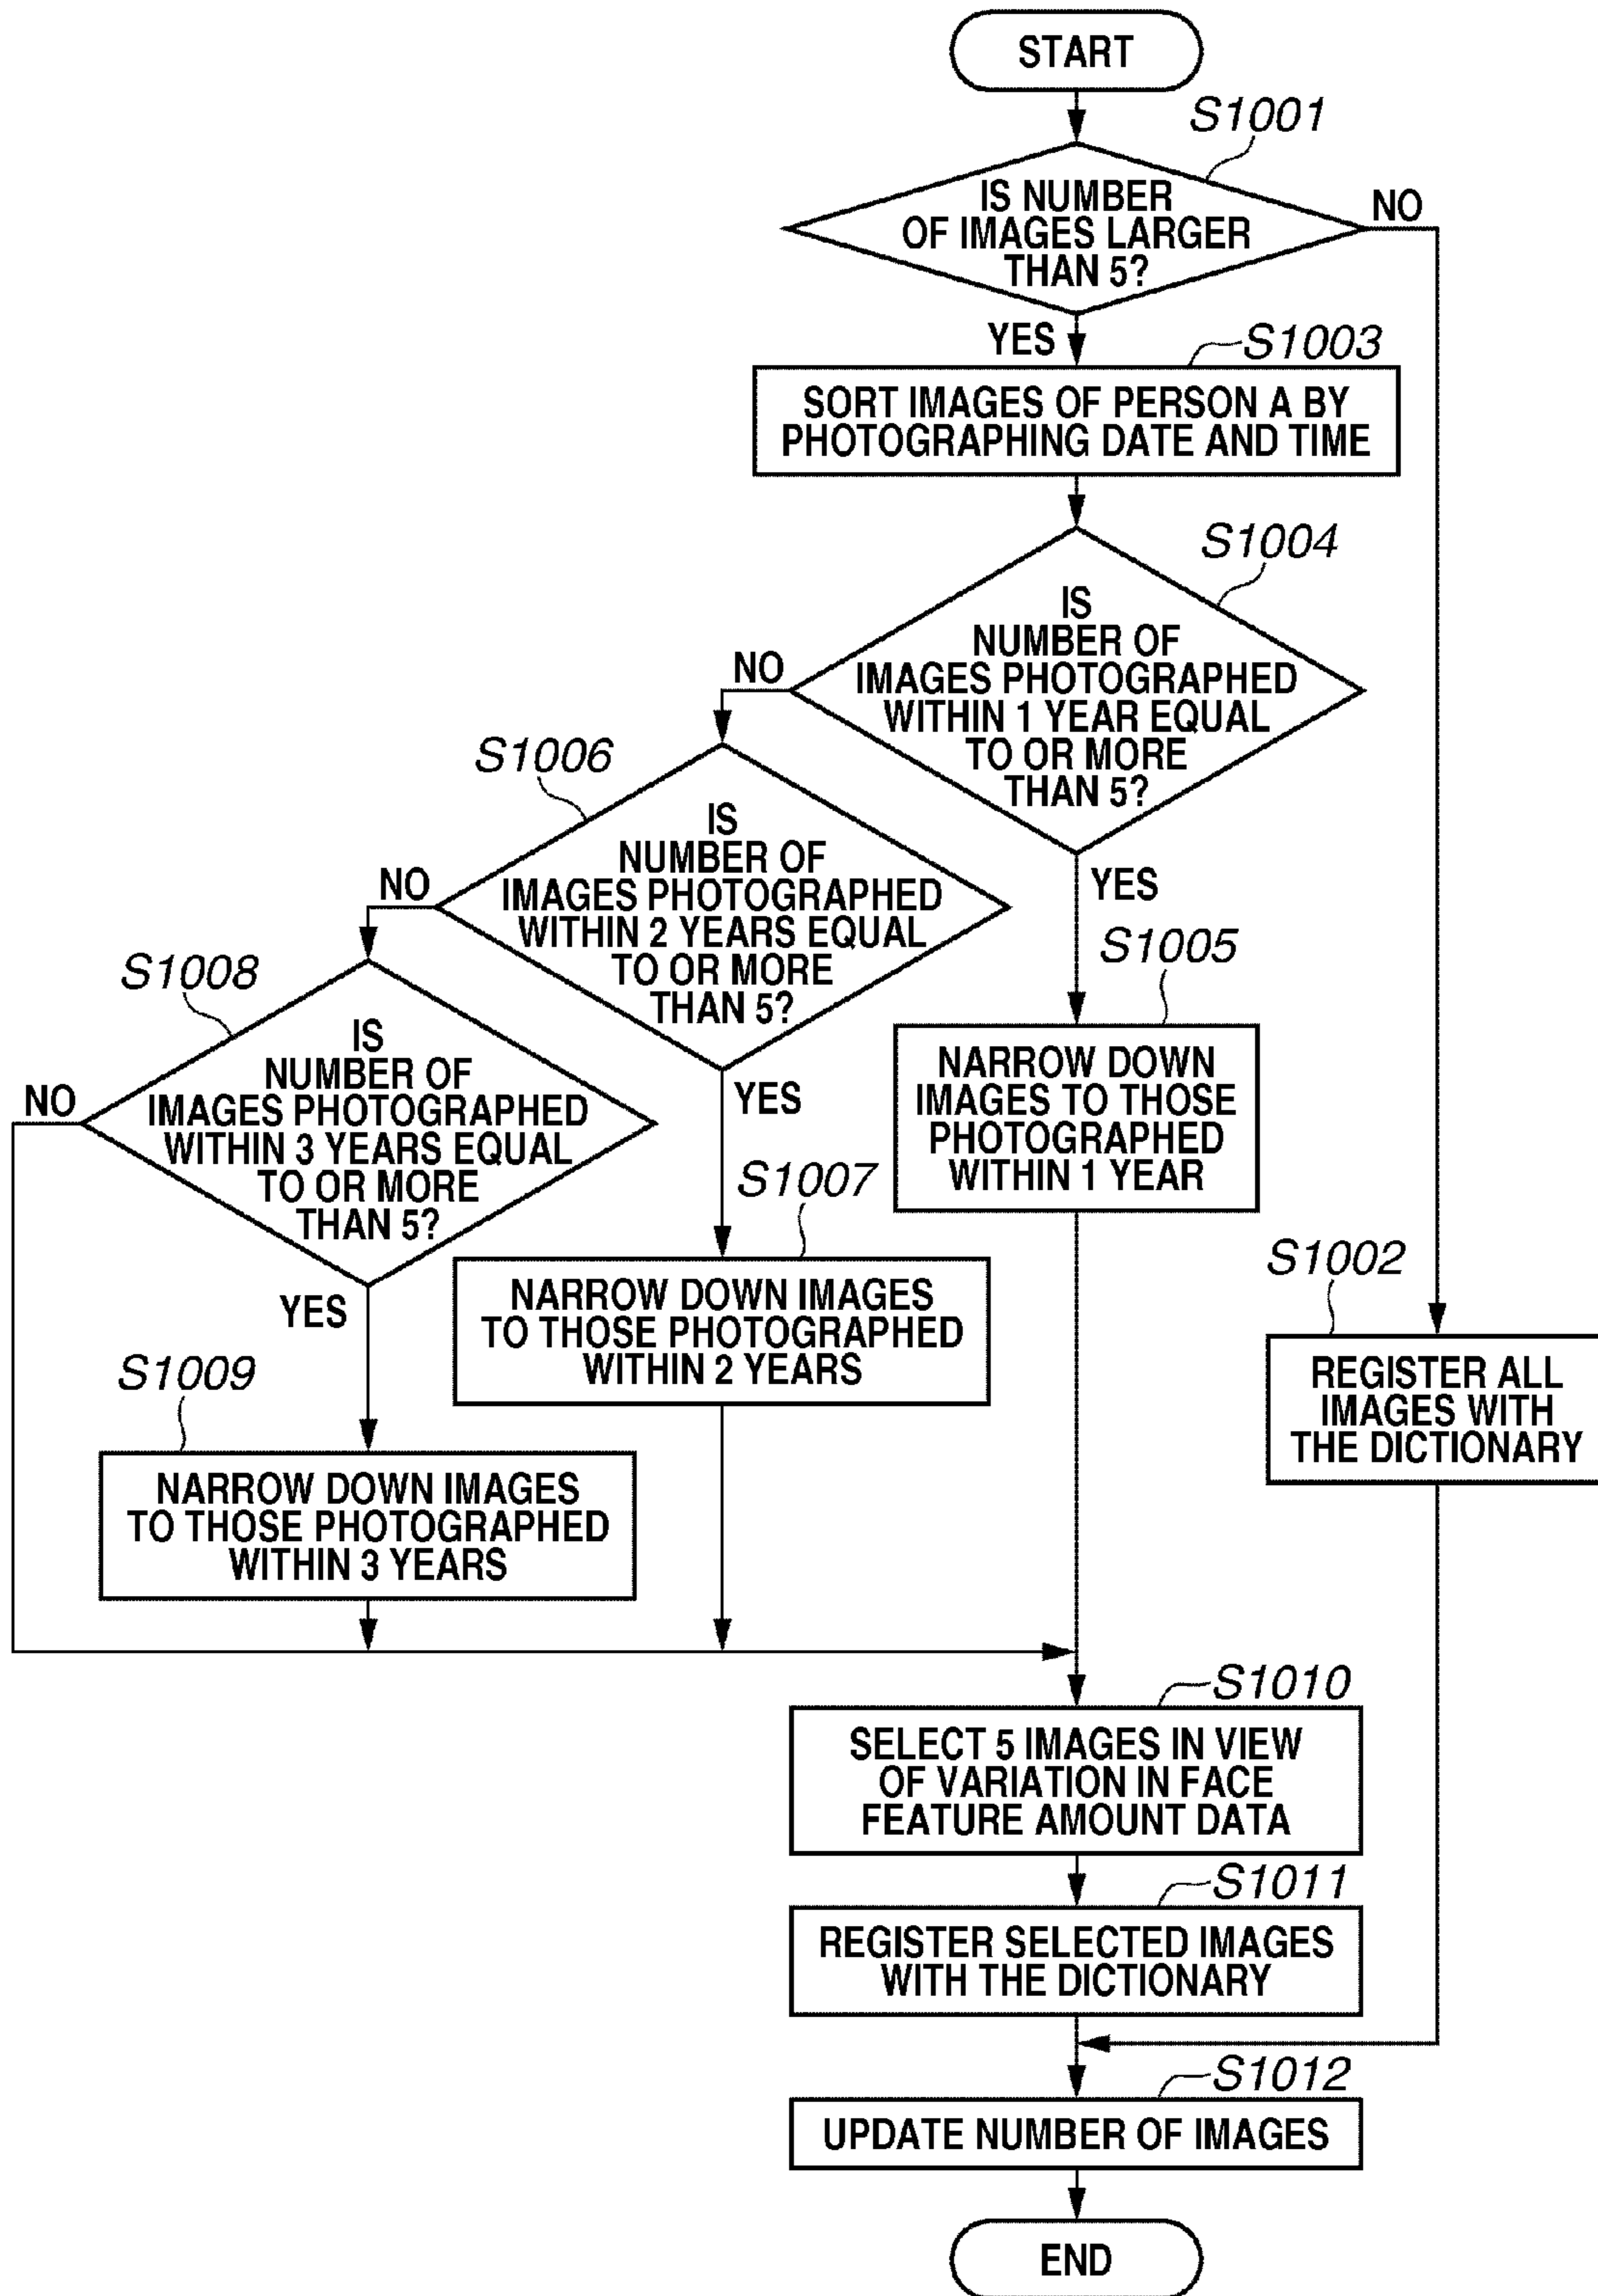 START
S1001
IS NUMBER
OF IMAGES LARGER
THAN 5?
NO
YES
S1003
SORT IMAGES OF PERSON A BY
PHOTOGRAPHING DATE AND TIME
S1004
IS
NUMBER OF
IMAGES PHOTOGRAPHED
WITHIN 1 YEAR EQUAL
TO OR MORE
THAN 5?
NO
YES
S1006
IS
NUMBER OF
IMAGES PHOTOGRAPHED
WITHIN 2 YEARS EQUAL
TO OR MORE
THAN 5?
NO
YES
S1005
NARROW DOWN
IMAGES TO THOSE
PHOTOGRAPHED
WITHIN 1 YEAR
S1008
IS
NUMBER OF
IMAGES PHOTOGRAPHED
WITHIN 3 YEARS EQUAL
TO OR MORE
THAN 5?
NO
YES
S1007
NARROW DOWN IMAGES
TO THOSE PHOTOGRAPHED
WITHIN 2 YEARS
S1002
REGISTER ALL
IMAGES WITH
THE DICTIONARY
S1009
NARROW DOWN IMAGES
TO THOSE PHOTOGRAPHED
WITHIN 3 YEARS
S1010
SELECT 5 IMAGES IN VIEW
OF VARIATION IN FACE
FEATURE AMOUNT DATA
S1011
REGISTER SELECTED IMAGES
WITH THE DICTIONARY
S1012
UPDATE NUMBER OF IMAGES
END